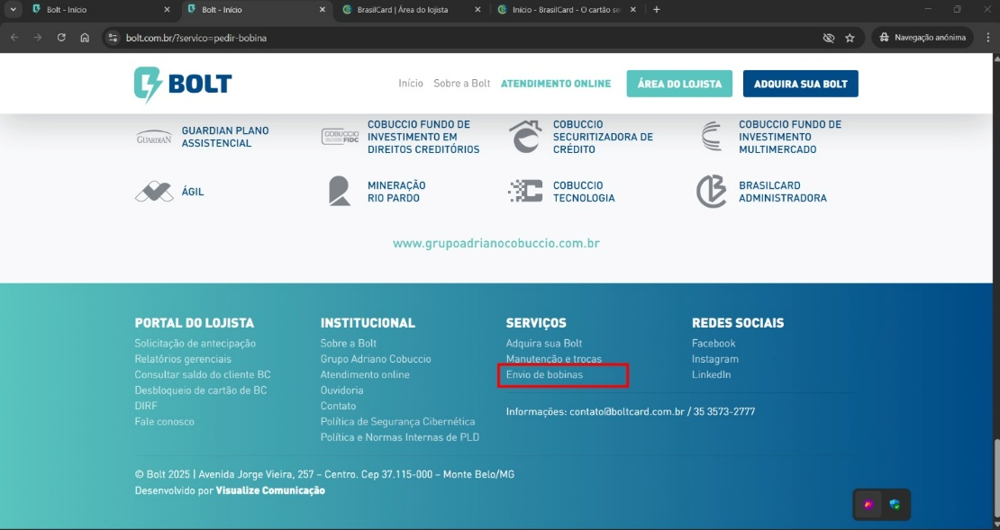 Bolt - Início
Bolt - Início
BrasilCard | Área do lojista
Início - BrasilCard - O cartão se
bolt.com.br/?servico=pedir-bobina
Navegação anônima
BOLT
Início
Sobre a Bolt
ATENDIMENTO ONLINE
ÁREA DO LOJISTA
ADQUIRA SUA BOLT
GUARDIAN
GUARDIAN PLANO
ASSISTENCIAL
COBUCCIO
FIDC
COBUCCIO FUNDO DE
INVESTIMENTO EM
DIREITOS CREDITÓRIOS
COBUCCIO
SECURITIZADORA DE
CRÉDITO
COBUCCIO FUNDO DE
INVESTIMENTO
MULTIMERCADO
ÁGIL
MINERAÇÃO
RIO PARDO
COBUCCIO
TECNOLOGIA
BRASILCARD
ADMINISTRADORA
www.grupoadrianocobuccio.com.br
PORTAL DO LOJISTA
Solicitação de antecipação
Relatórios gerenciais
Consultar saldo do cliente BC
Desbloqueio de cartão de BC
DIRF
Fale conosco
INSTITUCIONAL
Sobre a Bolt
Grupo Adriano Cobuccio
Atendimento online
Ouvidoria
Contato
Política de Segurança Cibernética
Política e Normas Internas de PLD
SERVIÇOS
Adquira sua Bolt
Manutenção e trocas
Envio de bobinas
REDES SOCIAIS
Facebook
Instagram
LinkedIn
Informações: contato@boltcard.com.br / 35 3573-2777
© Bolt 2025 | Avenida Jorge Vieira, 257 – Centro. Cep 37.115-000 – Monte Belo/MG
Desenvolvido por Visualize Comunicação